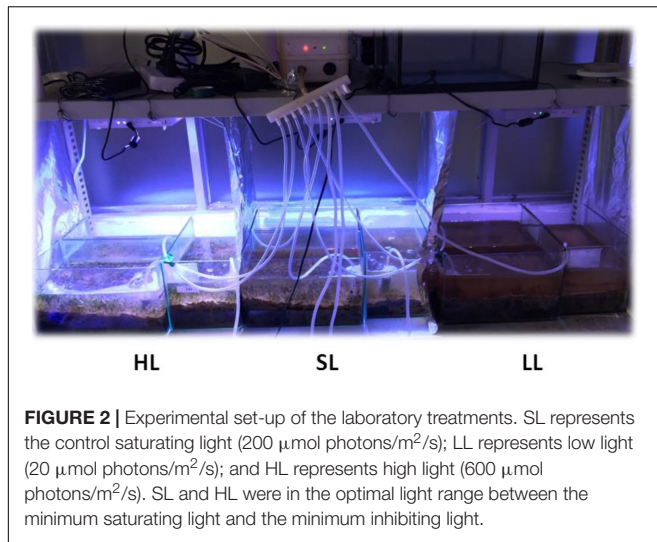 HL SL LL
FIGURE 2 | Experimental set-up of the laboratory treatments. SL represents
the control saturating light (200 μmol photons/m²/s); LL represents low light
(20 μmol photons/m²/s); and HL represents high light (600 μmol
photons/m²/s). SL and HL were in the optimal light range between the
minimum saturating light and the minimum inhibiting light.